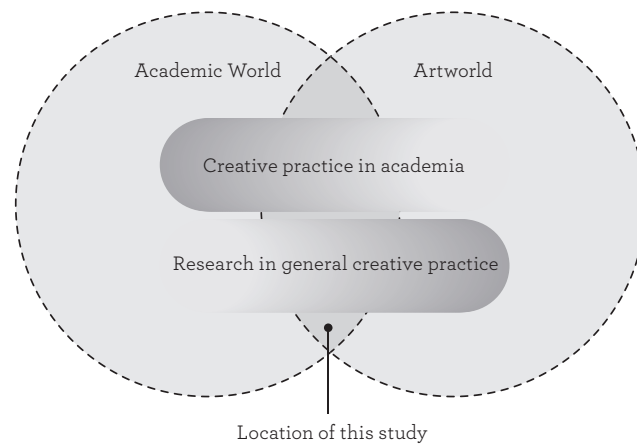 Academic World
Artworld
Creative practice in academia
Research in general creative practice
Location of this study